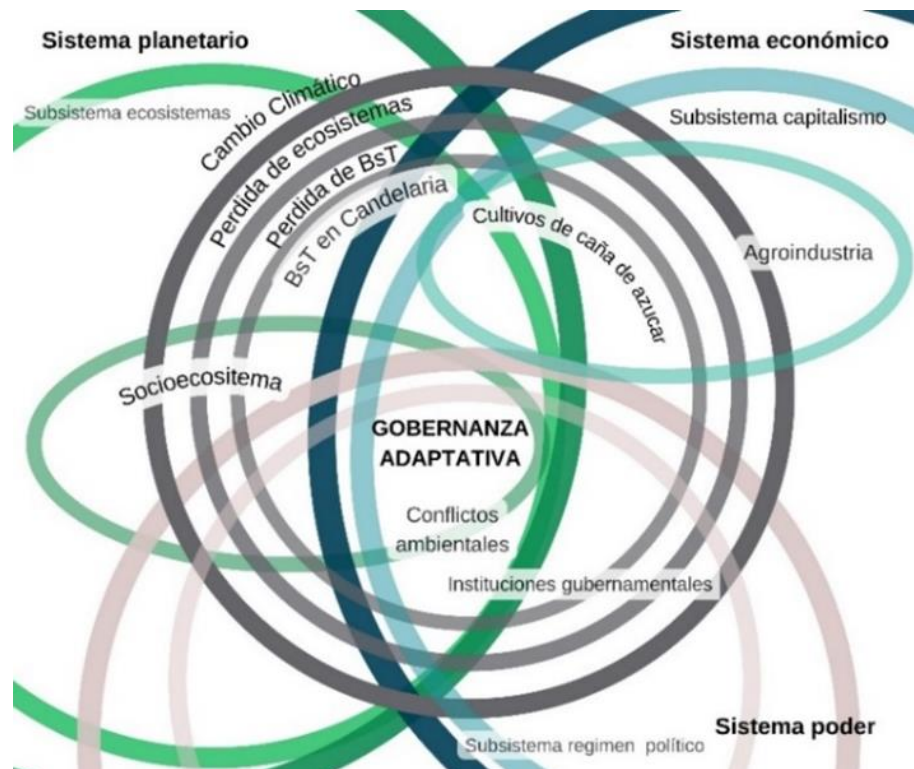 Sistema planetario
Sistema económico
Subsistema ecosistemas
Subsistema capitalismo
Cambio Climático
Perdida de ecosistemas
Perdida de BsT
BsT en Candelaria
Cultivos de caña de azucar
Agroindustria
Socioecositema
GOBERNANZA
ADAPTATIVA
Conflictos
ambientales
Instituciones gubernamentales
Sistema poder
Subsistema regimen político